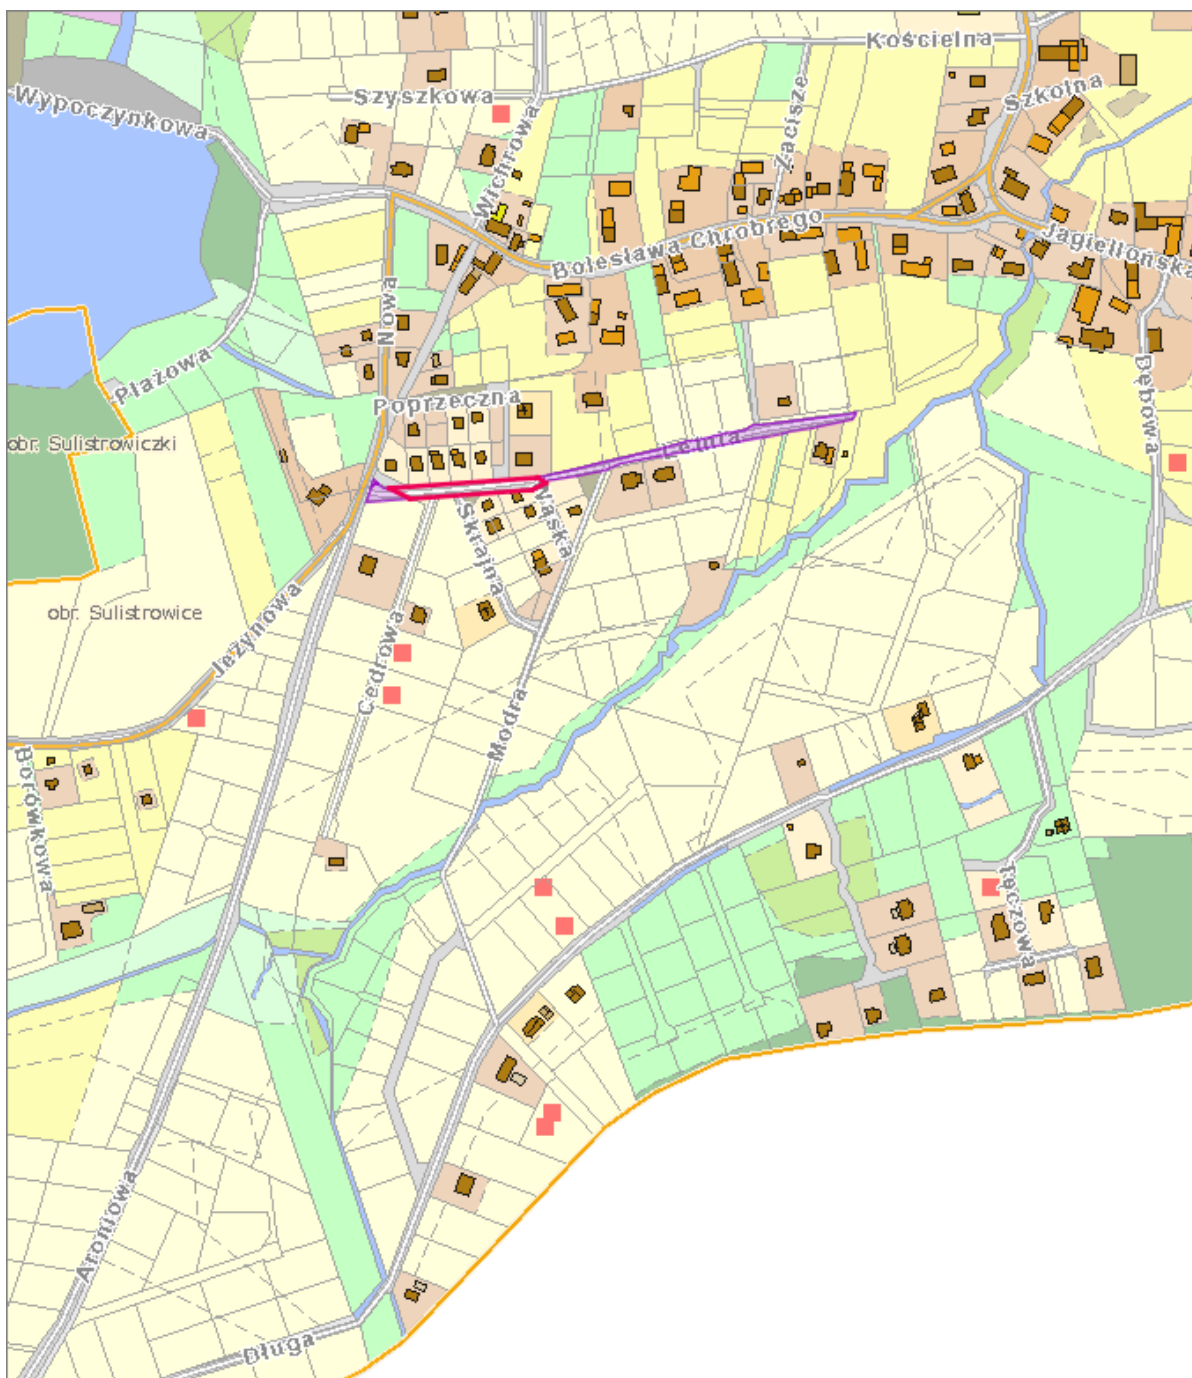 Kościelna
Szkolna
Szyszkowa
Wypoczynkowa
Zacisze
Wichrowa
Bolesława Chrobrego
Jagiellońska
Nowa
Plażowa
Poprzeczna
Dębowa
obr. Sulistrowiczki
Letnia
Wąska
Skrajna
obr. Sulistrowice
Jeżynowa
Cedrowa
Modra
Borówkowa
Tęczowa
Aroniowa
Długa